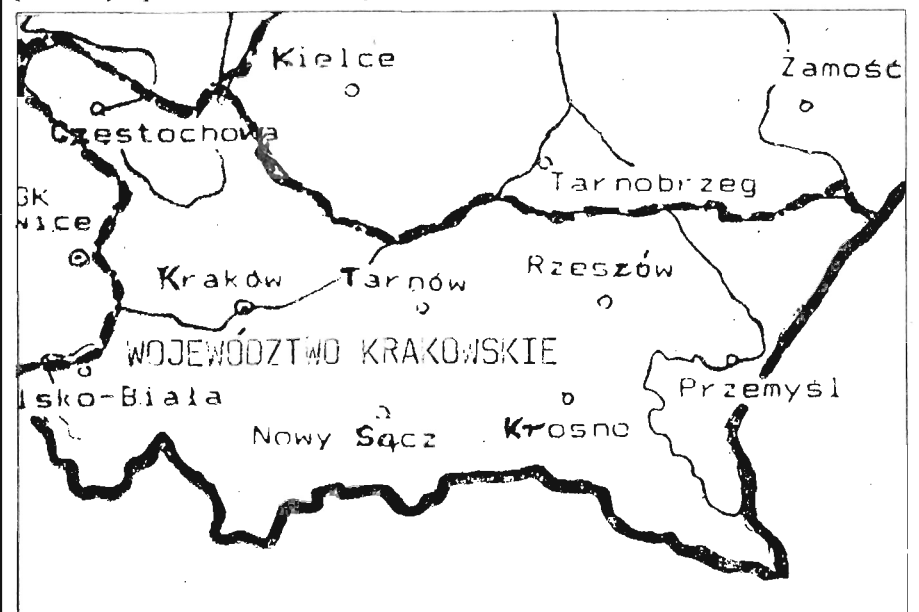 Kielce
Zamość
Częstochowa
Tarnobrzeg
GK
wice
Kraków
Tarnów
Rzeszów
WOJEWÓDZTWO KRAKOWSKIE
lsko-Biała
Przemyśl
Nowy Sącz
Krosno